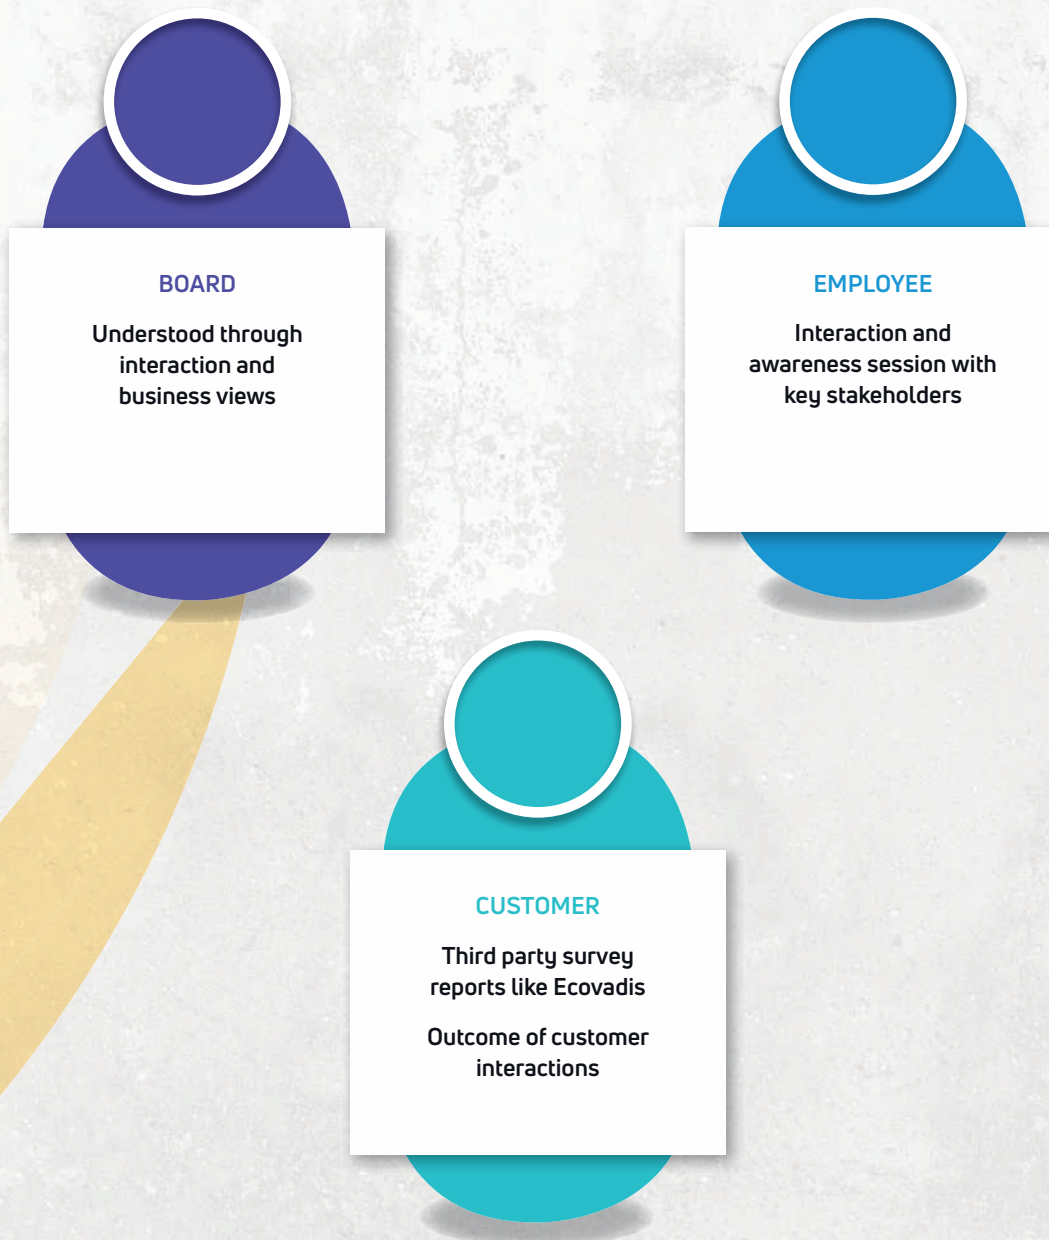 BOARD
Understood through
interaction and
business views
EMPLOYEE
Interaction and
awareness session with
key stakeholders
CUSTOMER
Third party survey
reports like Ecovadis
Outcome of customer
interactions